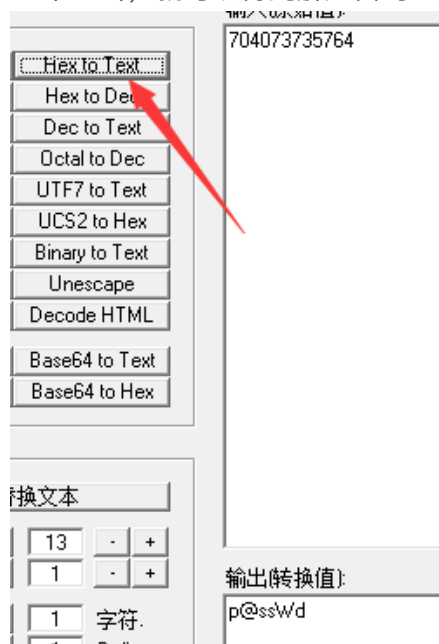 704073735764
Hex to Text
Hex to Dec
Dec to Text
Octal to Dec
UTF7 to Text
UCS2 to Hex
Binary to Text
Unescape
Decode HTML
Base64 to Text
Base64 to Hex
换文本
13 - +
1 - +
1 字符.
输出(转换值):
p@ssWd